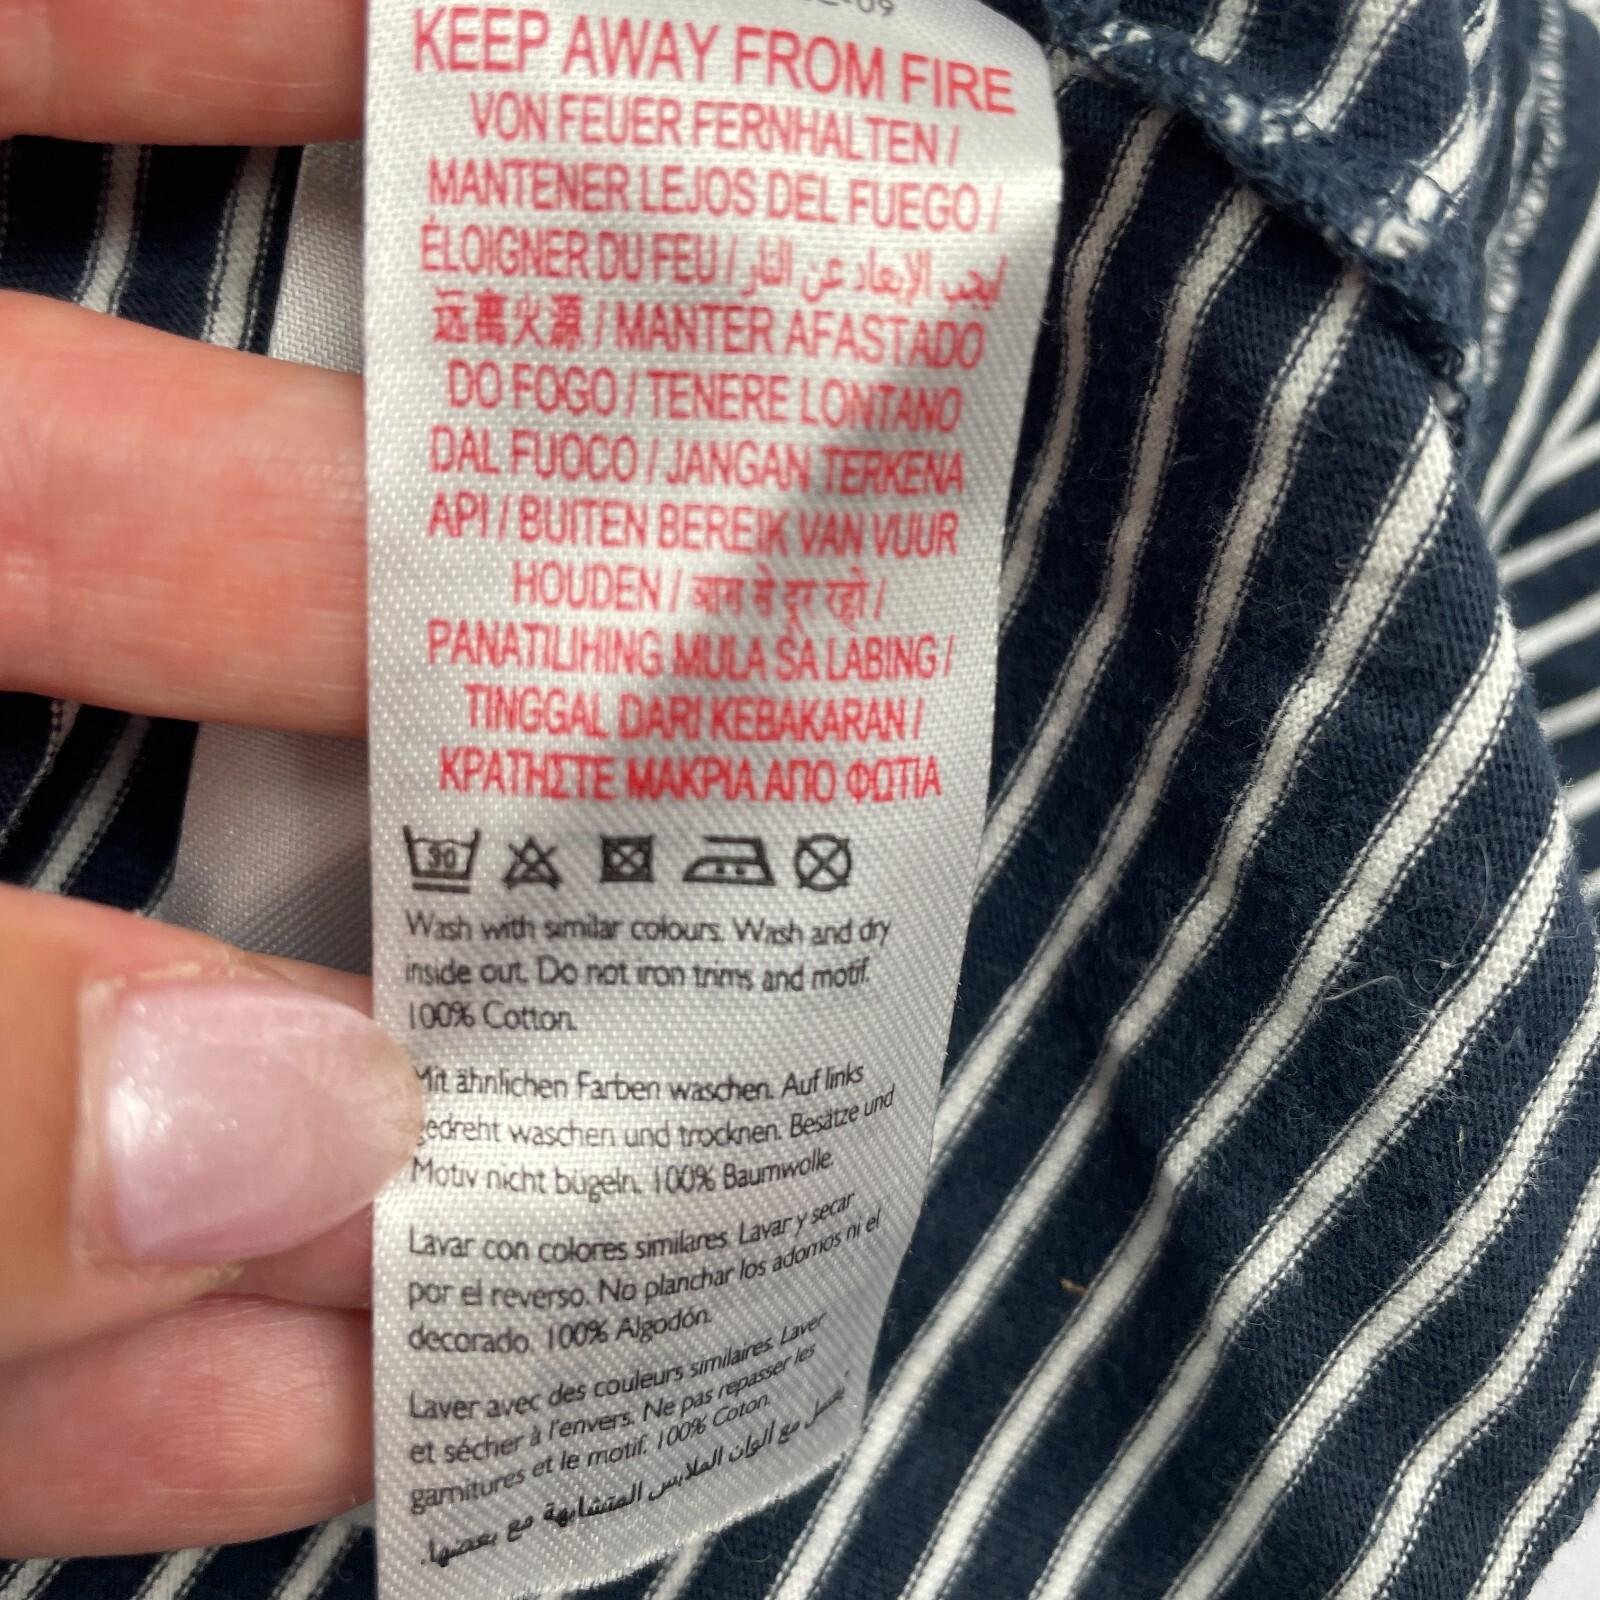 KEEP AWAY FROM FIRE
VON FEUER FERNHALTEN /
MANTENER LEJOS DEL FUEGO /
ÉLOIGNER DU FEU / يجب الإبعاد عن النار /
远离火源 / MANTER AFASTADO
DO FOGO / TENERE LONTANO
DAL FUOCO / JANGAN TERKENA
API / BUITEN BEREIK VAN VUUR
HOUDEN / आग से दूर रहो /
PANATILIHING MULA SA LABING /
TINGGAL DARI KEBAKARAN /
ΚΡΑΤΗΣΤΕ ΜΑΚΡΙΑ ΑΠΟ ΦΩΤΙΑ
30
Wash with similar colours. Wash and dry
inside out. Do not iron trims and motif.
100% Cotton.
Mit ähnlichen Farben waschen. Auf links
gedreht waschen und trocknen. Besätze und
Motiv nicht bügeln. 100% Baumwolle.
Lavar con colores similares. Lavar y secar
por el reverso. No planchar los adornos ni el
decorado. 100% Algodón.
Laver avec des couleurs similaires. Laver
et sécher à l'envers. Ne pas repasser les
garnitures et le motif. 100% Coton.
يغسل مع الوان الملابس المتشابهة مع بعضها.